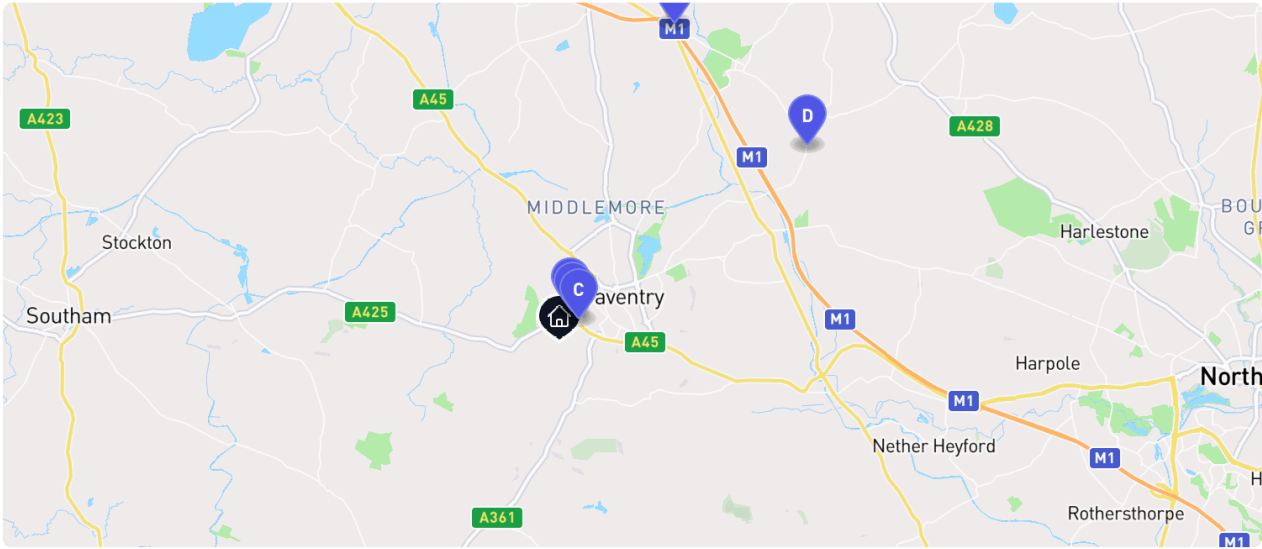 M1
A45
A423
D
A428
M1
MIDDLEMORE
BOU
G
Harlestone
Stockton
C
aventry
Southam
A425
M1
A45
Harpole
North
M1
Nether Heyford
M1
H
Rothersthorpe
A361
M1